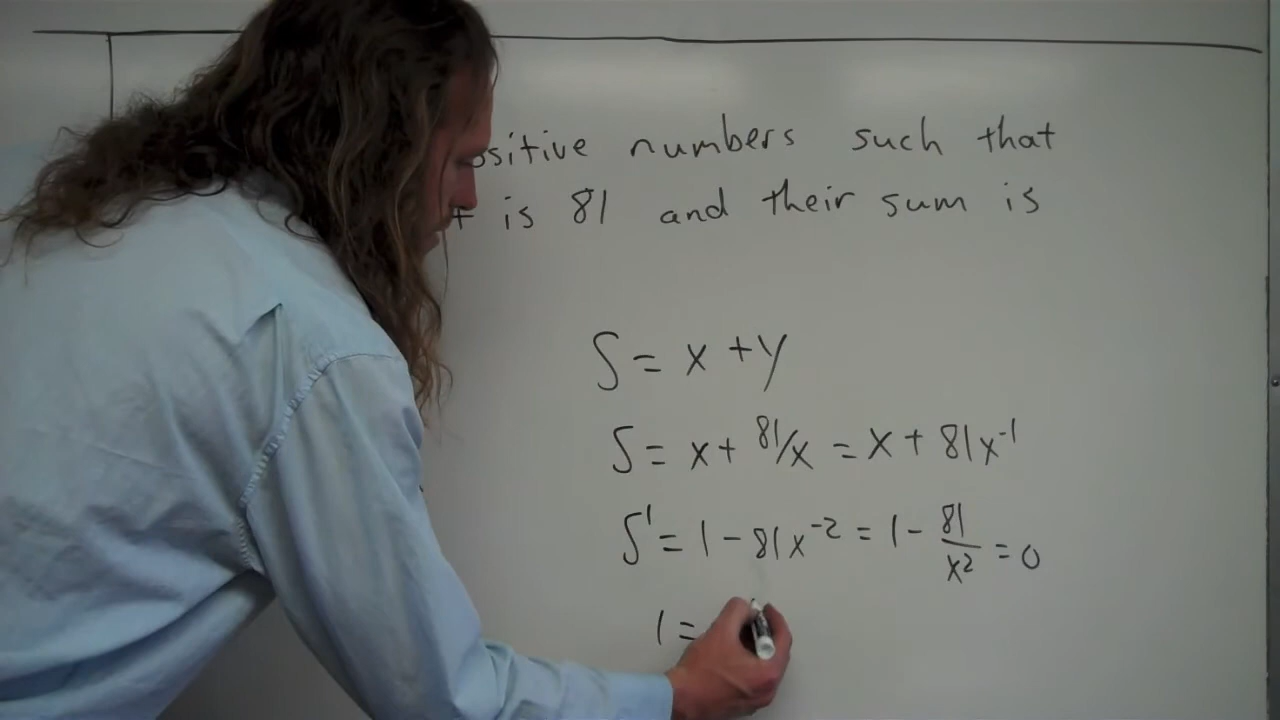 numbers such that
is 81 and their sum is
S = x + y
S = x + 81/x = x + 81x⁻¹
S' = 1 - 81x⁻² = 1 - 81/x² = 0
1 =